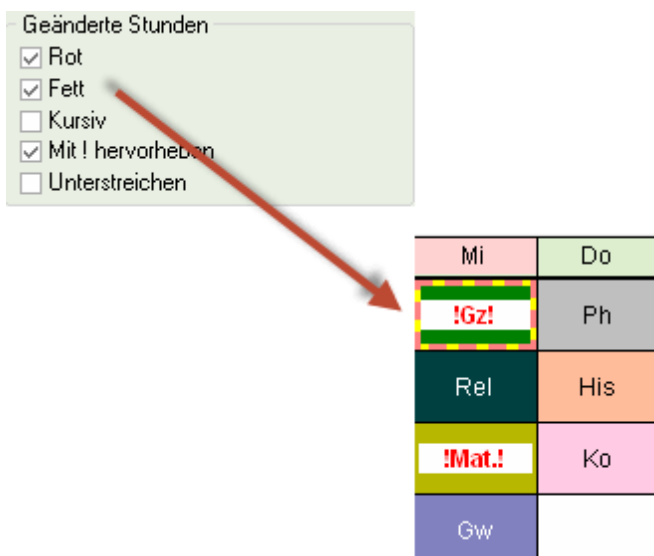 Geänderte Stunden
Rot
Fett
Kursiv
Mit ! hervorheben
Unterstreichen
Mi Do
!Gz! Ph
Rel His
!Mat.! Ko
Gw